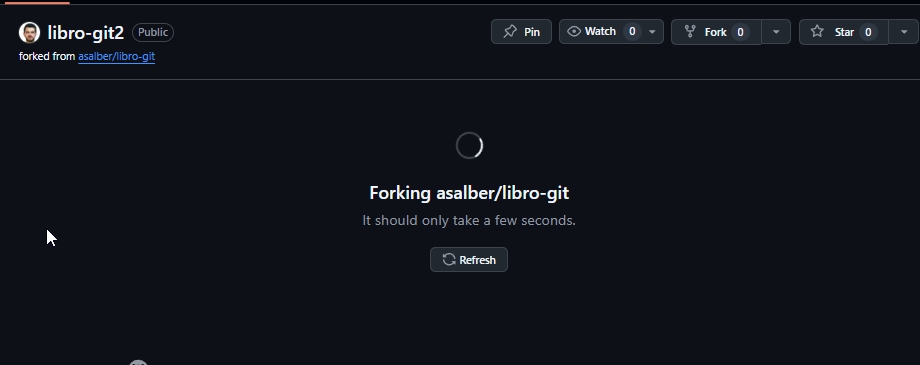 libro-git2 Public
Pin Watch 0 Fork 0 Star 0
forked from asalber/libro-git
Forking asalber/libro-git
It should only take a few seconds.
Refresh